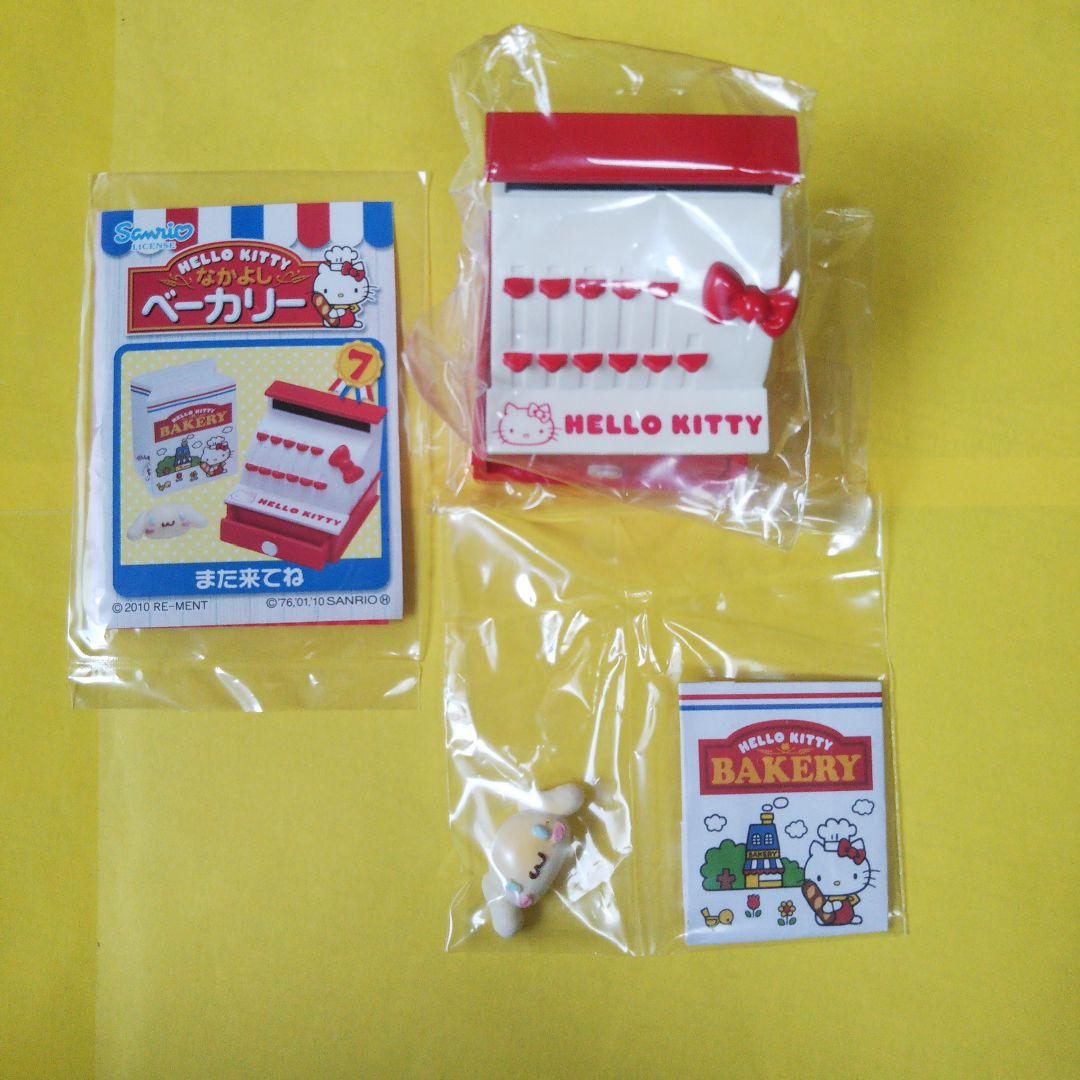 Sanrio
LICENSE
HELLO KITTY
なかよし
ベーカリー
7
HELLO KITTY
BAKERY
HELLO KITTY
また来てね
©2010 RE-MENT
©'76,'01,'10 SANRIO Ⓗ
HELLO KITTY
HELLO KITTY
BAKERY
BAKERY